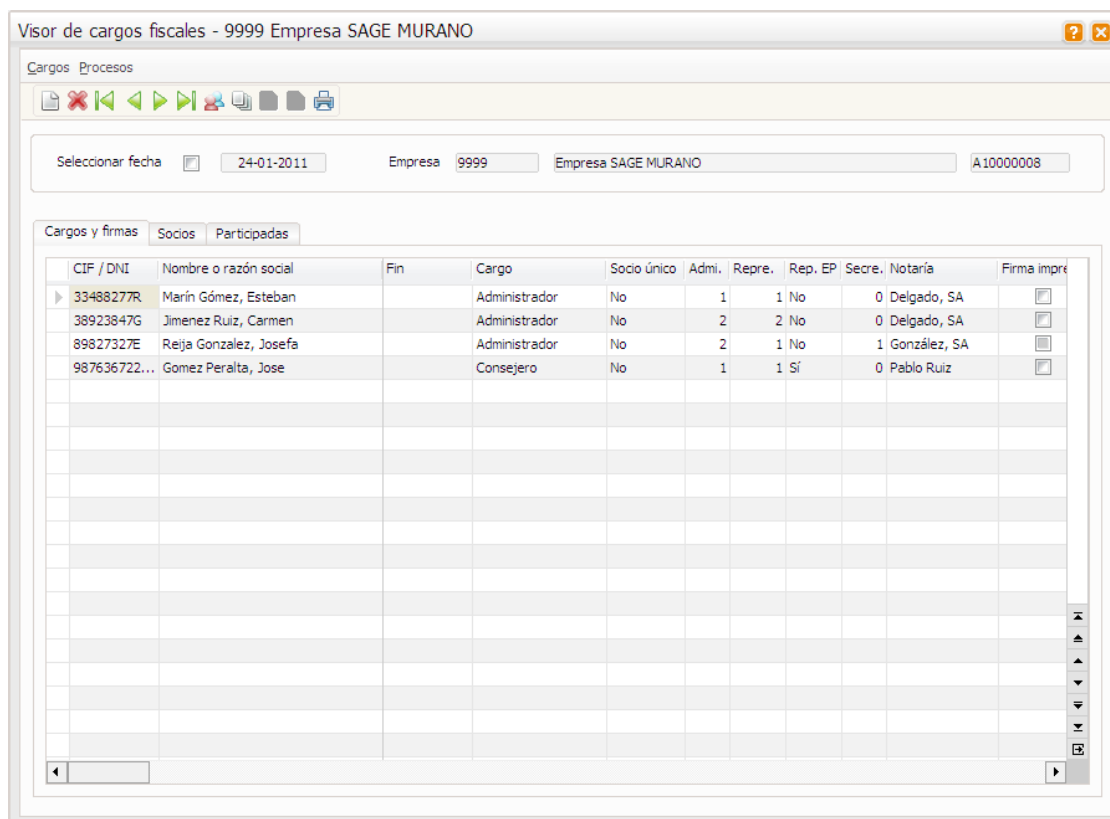 Visor de cargos fiscales - 9999 Empresa SAGE MURANO
Cargos Procesos
Seleccionar fecha 24-01-2011 Empresa 9999 Empresa SAGE MURANO A10000008
Cargos y firmas Socios Participadas
CIF / DNI Nombre o razón social Fin Cargo Socio único Admi. Repre. Rep. EP Secre. Notaría Firma impre
33488277R Marín Gómez, Esteban Administrador No 1 1 No 0 Delgado, SA
38923847G Jimenez Ruiz, Carmen Administrador No 2 2 No 0 Delgado, SA
89827327E Reija Gonzalez, Josefa Administrador No 2 1 No 1 González, SA
987636722... Gomez Peralta, Jose Consejero No 1 1 Sí 0 Pablo Ruiz